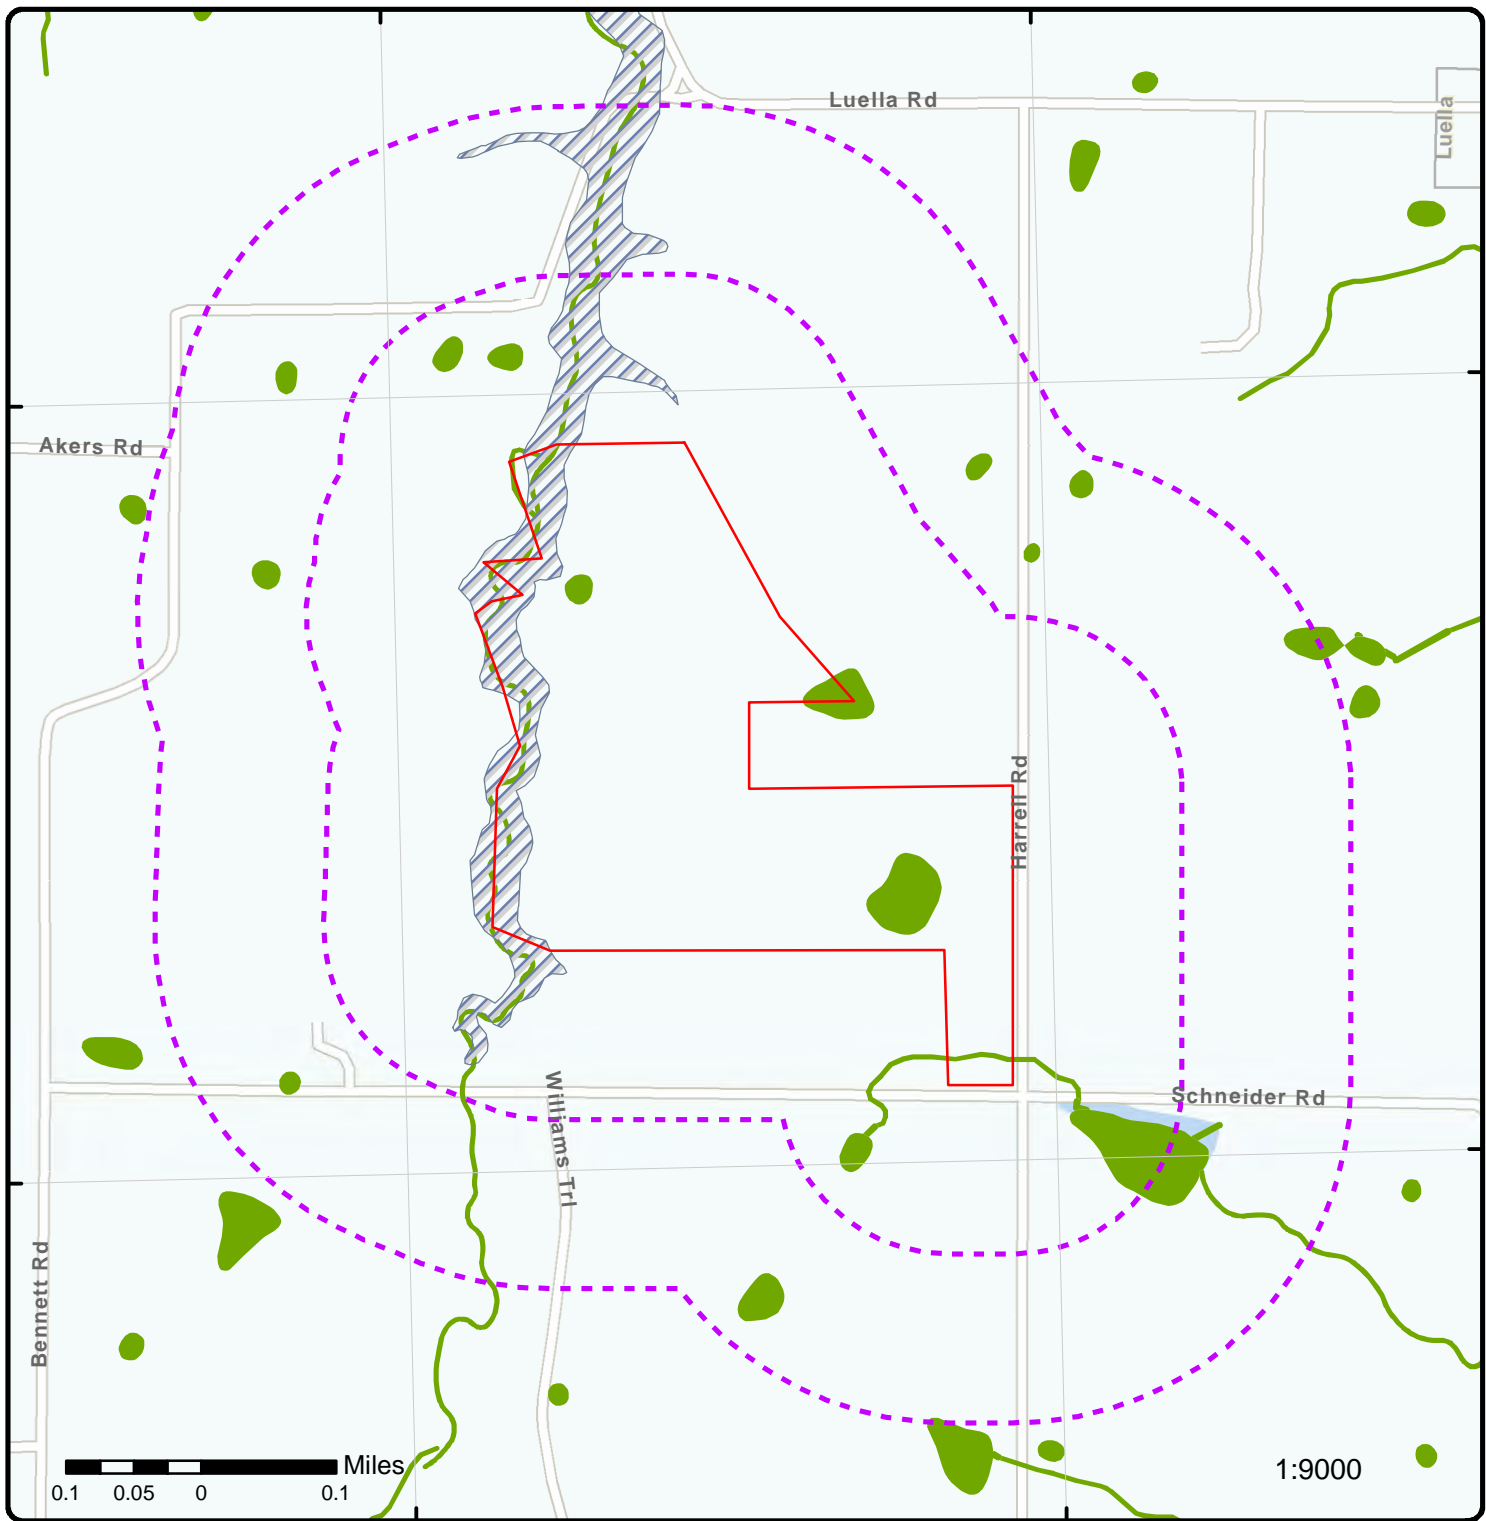 Luella Rd
Luella
Akers Rd
Harrell Rd
Williams Trl
Schneider Rd
Bennett Rd
Miles
0.1 0.05 0 0.1
1:9000